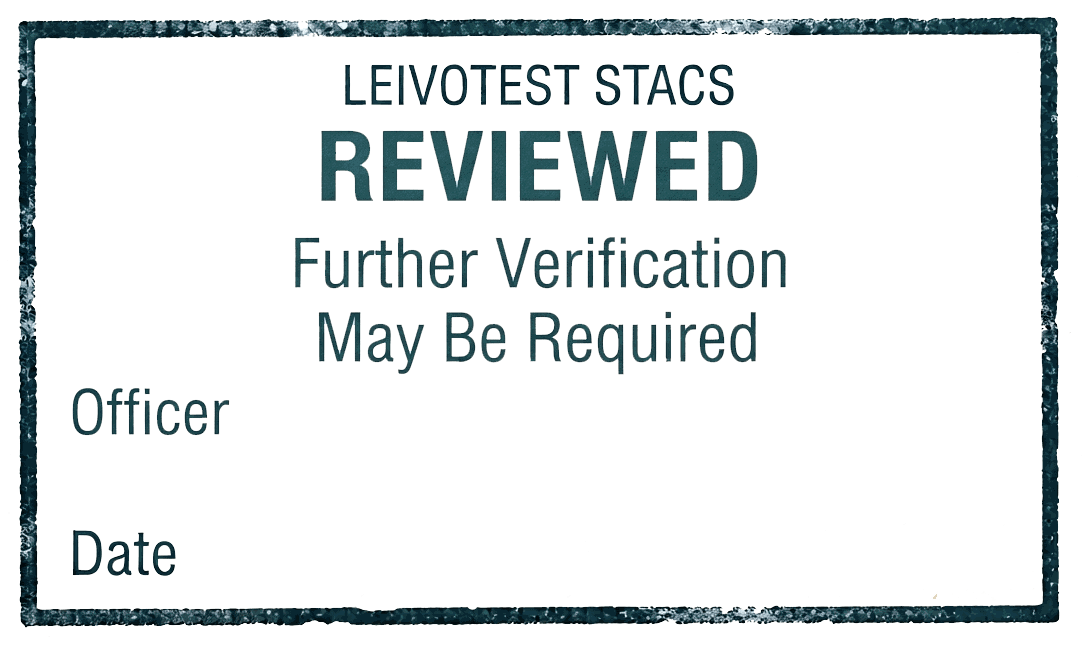 LEIVOTEST STACS
REVIEWED
Further Verification
May Be Required
Officer
Date